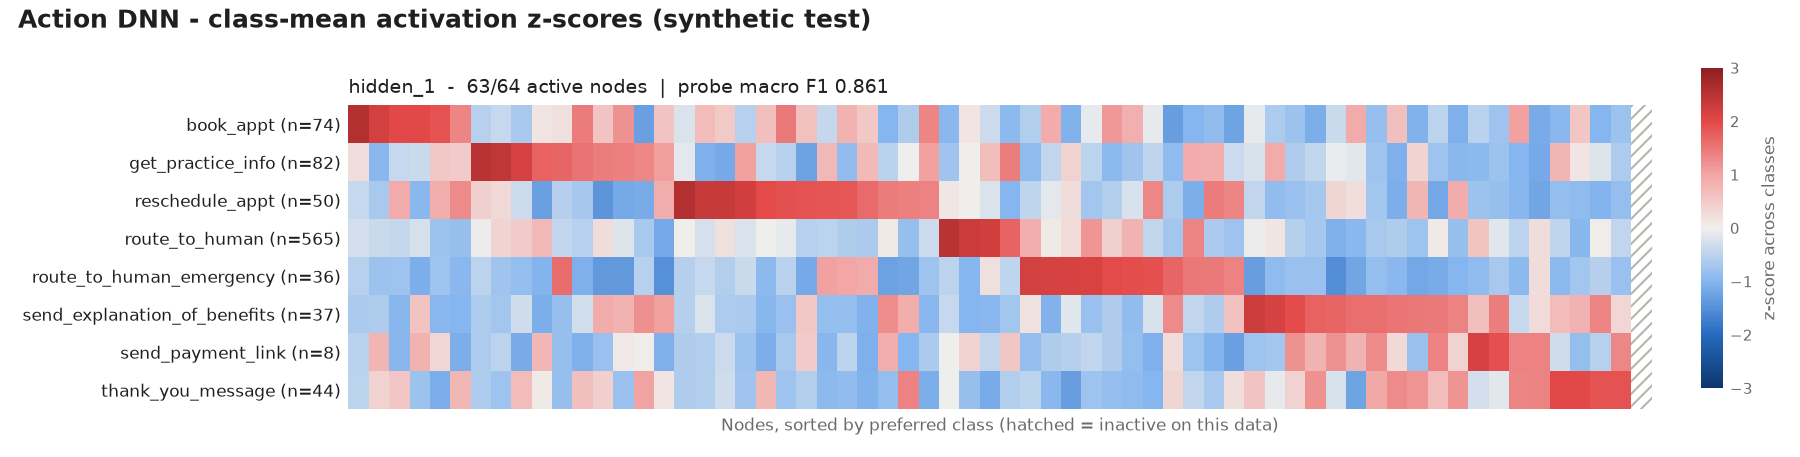 Action DNN - class-mean activation z-scores (synthetic test)
hidden_1 - 63/64 active nodes | probe macro F1 0.861
book_appt (n=74)
get_practice_info (n=82)
reschedule_appt (n=50)
route_to_human (n=565)
route_to_human_emergency (n=36)
send_explanation_of_benefits (n=37)
send_payment_link (n=8)
thank_you_message (n=44)
Nodes, sorted by preferred class (hatched = inactive on this data)
3
2
1
0
−1
−2
−3
z-score across classes